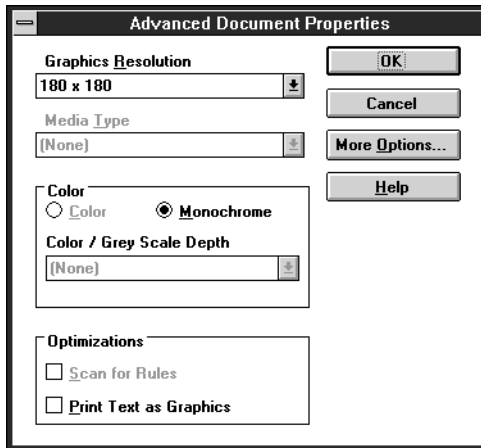 Advanced Document Properties
Graphics Resolution
180 x 180
Media Type
(None)
Color
Color
Monochrome
Color / Grey Scale Depth
(None)
Optimizations
Scan for Rules
Print Text as Graphics
OK
Cancel
More Options...
Help